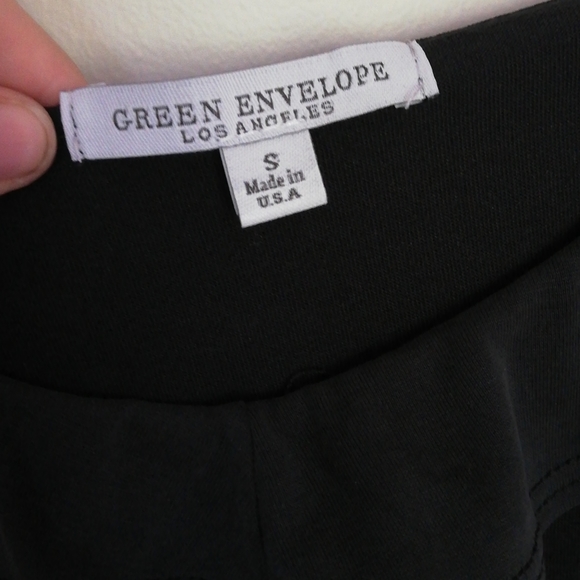 GREEN ENVELOPE
LOS ANGELES
S
Made in
U.S.A